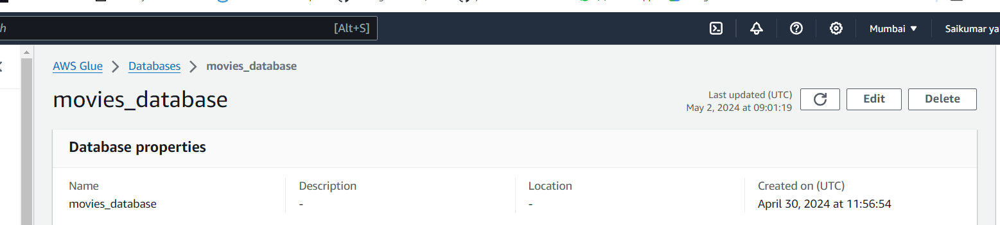 [Alt+S]
Mumbai ▼
Saikumar ya
AWS Glue > Databases > movies_database
movies_database
Last updated (UTC)
May 2, 2024 at 09:01:19
Edit
Delete
Database properties
Name
movies_database
Description
-
Location
-
Created on (UTC)
April 30, 2024 at 11:56:54